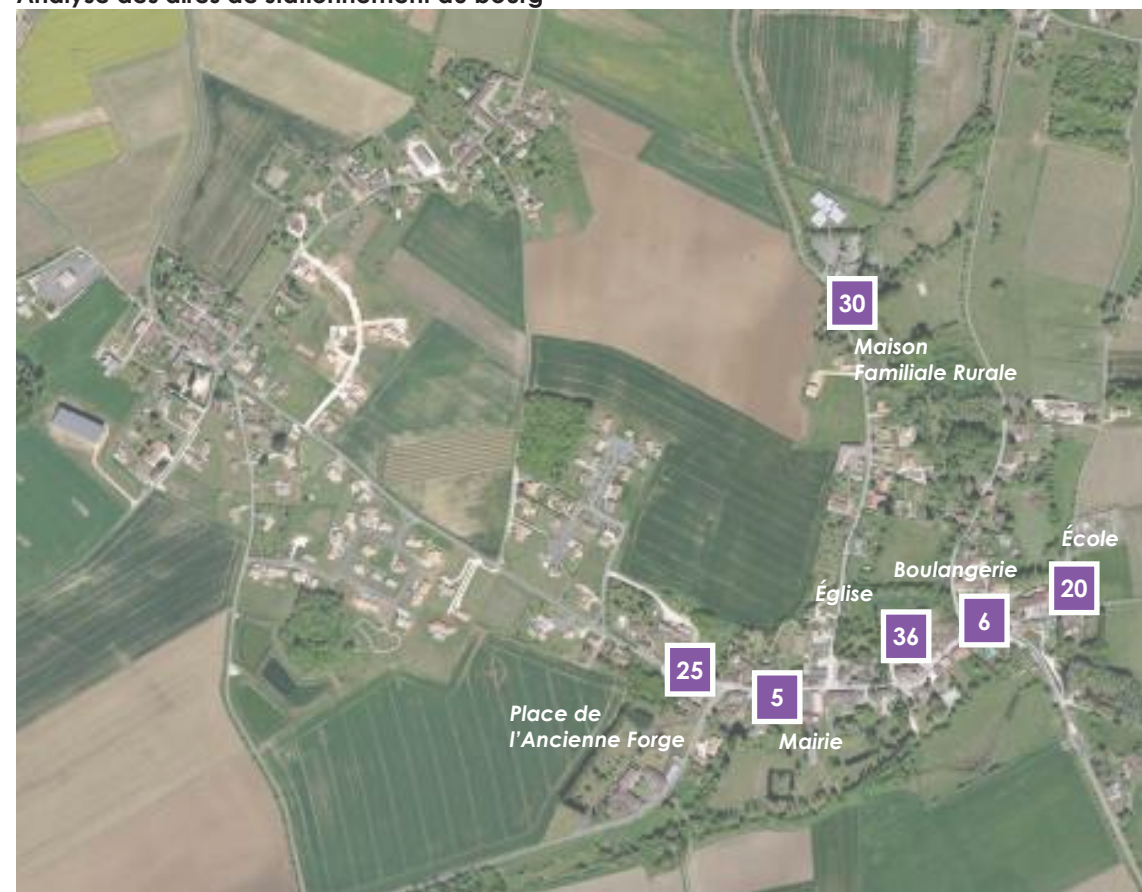 Analyse des aires de stationnement du bourg
30
Maison
Familiale Rurale
École
20
Boulangerie
6
Église
36
25
Place de
l'Ancienne Forge
5
Mairie